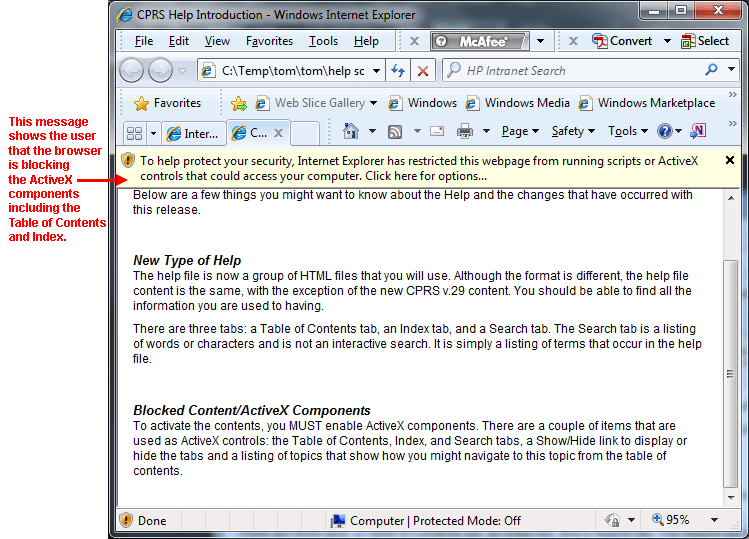 CPRS Help Introduction - Windows Internet Explorer
File Edit View Favorites Tools Help x McAfee® x Convert Select
C:\Temp\tom\tom\help sc HP Intranet Search
Favorites Web Slice Gallery Windows Windows Media Windows Marketplace »
Inter... C... Page Safety Tools »
This message
shows the user
that the browser
is blocking
the ActiveX
components
including the
Table of Contents
and Index.
To help protect your security, Internet Explorer has restricted this webpage from running scripts or ActiveX
controls that could access your computer. Click here for options...
Below are a few things you might want to know about the Help and the changes that have occurred with
this release.
New Type of Help
The help file is now a group of HTML files that you will use. Although the format is different, the help file
content is the same, with the exception of the new CPRS v.29 content. You should be able to find all the
information you are used to having.
There are three tabs: a Table of Contents tab, an Index tab, and a Search tab. The Search tab is a listing
of words or characters and is not an interactive search. It is simply a listing of terms that occur in the help
file.
Blocked Content/ActiveX Components
To activate the contents, you MUST enable ActiveX components. There are a couple of items that are
used as ActiveX controls: the Table of Contents, Index, and Search tabs, a Show/Hide link to display or
hide the tabs and a listing of topics that show how you might navigate to this topic from the table of
contents.
Done Computer | Protected Mode: Off 95%